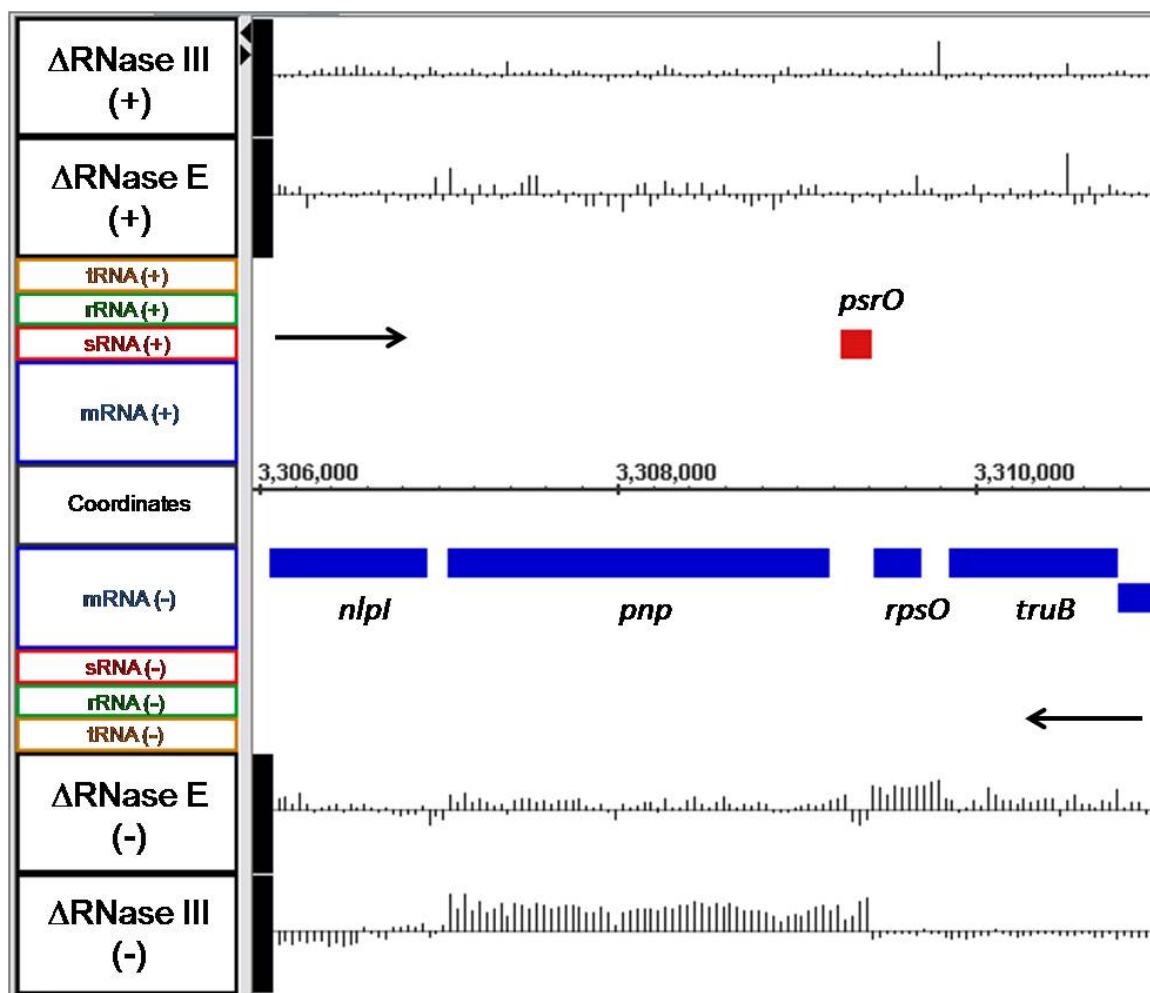 ΔRNase III
(+)
ΔRNase E
(+)
tRNA (+)
rRNA (+)
sRNA (+)
psrO
mRNA (+)
3,306,000 3,308,000 3,310,000
Coordinates
mRNA (-)
nlpI pnp rpsO truB
sRNA (-)
rRNA (-)
tRNA (-)
ΔRNase E
(-)
ΔRNase III
(-)